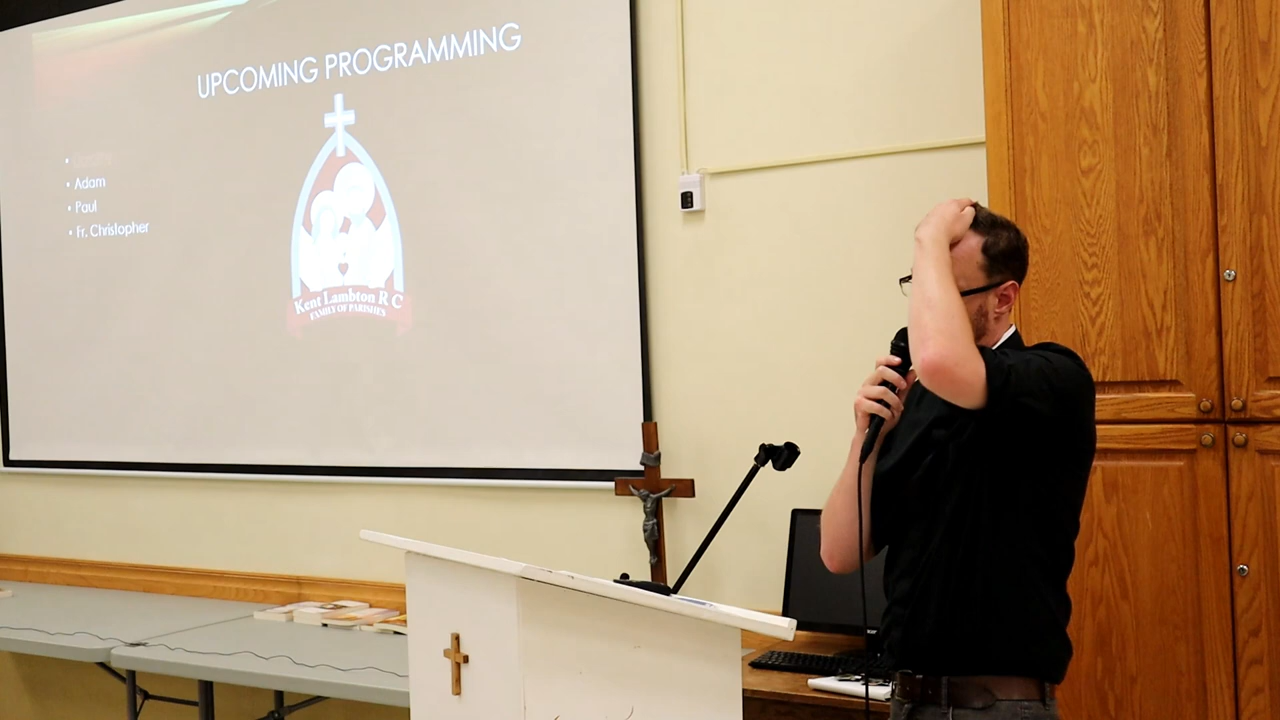 UPCOMING PROGRAMMING
• Adam
• Paul
• Fr. Christopher
Kent Lambton R C
FAMILY OF PARISHES